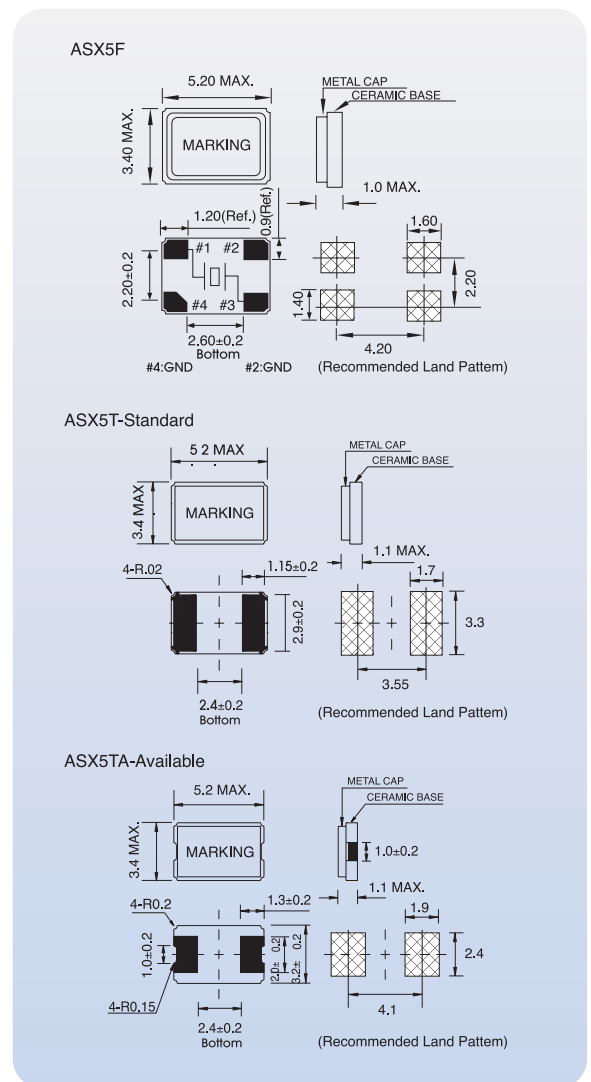 ASX5F
5.20 MAX.
METAL CAP
CERAMIC BASE
3.40 MAX.
MARKING
1.0 MAX.
1.20(Ref.)
0.9(Ref.)
1.60
#1 #2
2.20±0.2
#4 #3
2.20
1.40
2.60±0.2
Bottom
4.20
#4:GND #2:GND
(Recommended Land Pattem)
ASX5T-Standard
5 2 MAX
METAL CAP
CERAMIC BASE
3.4 MAX
MARKING
1.1 MAX.
4-R.02
1.15±0.2
1.7
2.9±0.2
3.3
2.4±0.2
Bottom
3.55
(Recommended Land Pattem)
ASX5TA-Available
5.2 MAX.
METAL CAP
CERAMIC BASE
3.4 MAX.
MARKING
1.0±0.2
1.1 MAX.
4-R0.2
1.3±0.2
1.9
1.0±0.2
2.0± 0.2
3.2± 0.2
2.4
4-R0.15
2.4±0.2
Bottom
4.1
(Recommended Land Pattem)